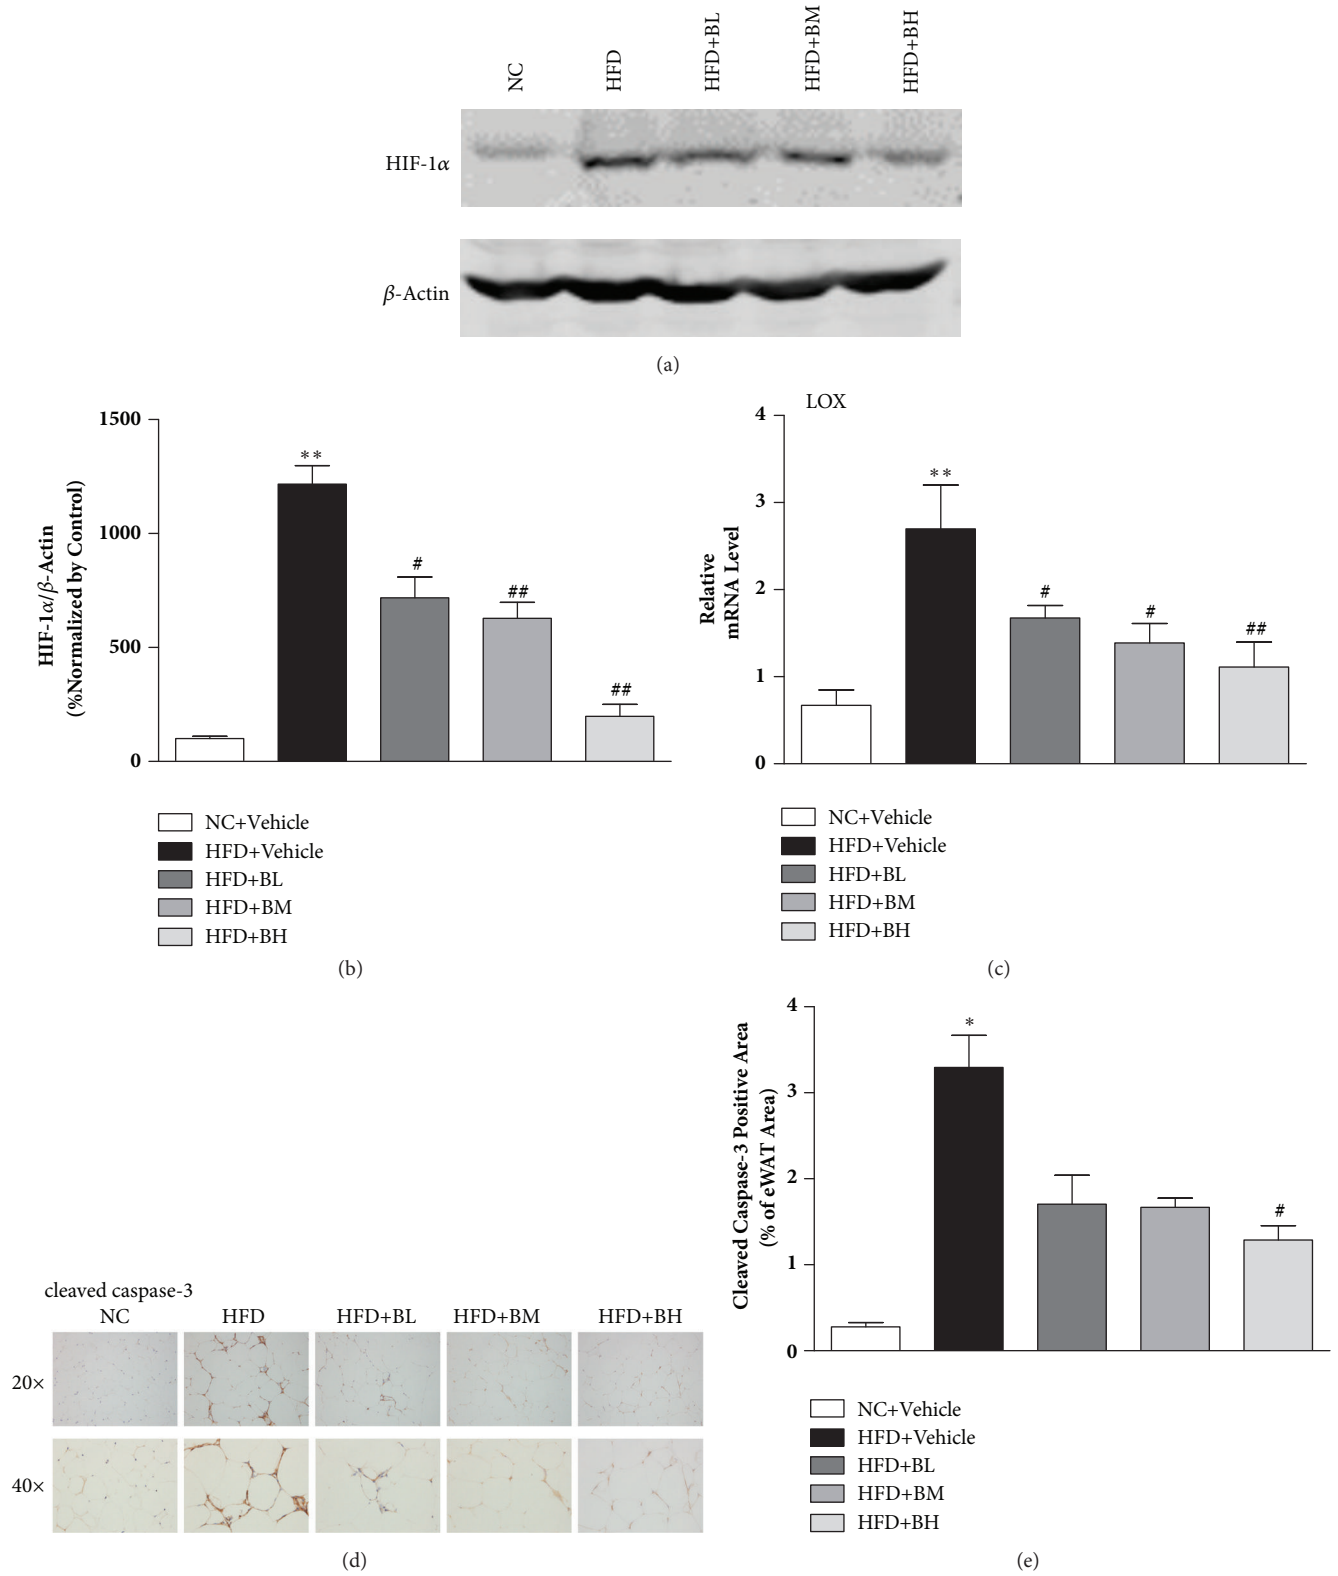 NC HFD HFD+BL HFD+BM HFD+BH
HIF-1α
β-Actin
(a)
1500
1000
500
0
HIF-1α/β-Actin
(%Normalized by Control)
**
#
##
##
NC+Vehicle
HFD+Vehicle
HFD+BL
HFD+BM
HFD+BH
(b)
LOX
4
3
2
1
0
Relative
mRNA Level
**
#
#
##
NC+Vehicle
HFD+Vehicle
HFD+BL
HFD+BM
HFD+BH
(c)
cleaved caspase-3
NC HFD HFD+BL HFD+BM HFD+BH
20×
40×
(d)
4
3
2
1
0
Cleaved Caspase-3 Positive Area
(% of eWAT Area)
*
#
NC+Vehicle
HFD+Vehicle
HFD+BL
HFD+BM
HFD+BH
(e)